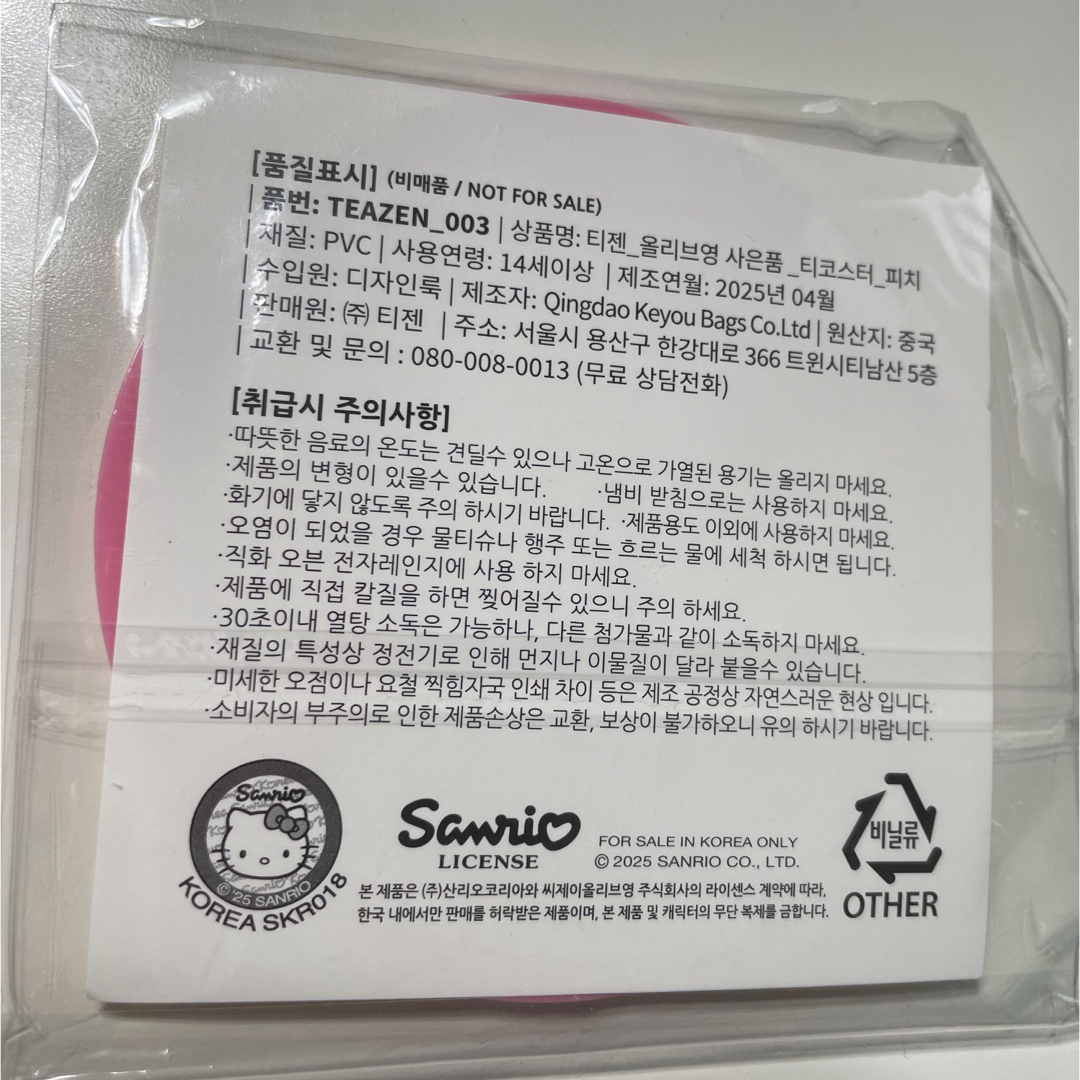 [품질표시] (비매품 / NOT FOR SALE)
| 품번: TEAZEN_003 | 상품명: 티젠_올리브영 사은품 _티코스터_피치
| 재질: PVC | 사용연령: 14세이상 | 제조연월: 2025년 04월
| 수입원: 디자인룩 | 제조자: Qingdao Keyou Bags Co.Ltd | 원산지: 중국
| 판매원: ㈜ 티젠 | 주소: 서울시 용산구 한강대로 366 트윈시티남산 5층
| 교환 및 문의 : 080-008-0013 (무료 상담전화)
[취급시 주의사항]
·따뜻한 음료의 온도는 견딜수 있으나 고온으로 가열된 용기는 올리지 마세요.
·제품의 변형이 있을수 있습니다. ·냄비 받침으로는 사용하지 마세요.
·화기에 닿지 않도록 주의 하시기 바랍니다. ·제품용도 이외에 사용하지 마세요.
·오염이 되었을 경우 물티슈나 행주 또는 흐르는 물에 세척 하시면 됩니다.
·직화 오븐 전자레인지에 사용 하지 마세요.
·제품에 직접 칼질을 하면 찢어질수 있으니 주의 하세요.
·30초이내 열탕 소독은 가능하나, 다른 첨가물과 같이 소독하지 마세요.
·재질의 특성상 정전기로 인해 먼지나 이물질이 달라 붙을수 있습니다.
·미세한 오점이나 요철 찍힘자국 인쇄 차이 등은 제조 공정상 자연스러운 현상 입니다.
·소비자의 부주의로 인한 제품손상은 교환, 보상이 불가하오니 유의 하시기 바랍니다.
Sanrio
© '25 SANRIO
KOREA SKR018
Sanrio
LICENSE
FOR SALE IN KOREA ONLY
© 2025 SANRIO CO., LTD.
본 제품은 (주)산리오코리아와 씨제이올리브영 주식회사의 라이센스 계약에 따라,
한국 내에서만 판매를 허락받은 제품이며, 본 제품 및 캐릭터의 무단 복제를 금합니다.
비닐류
OTHER